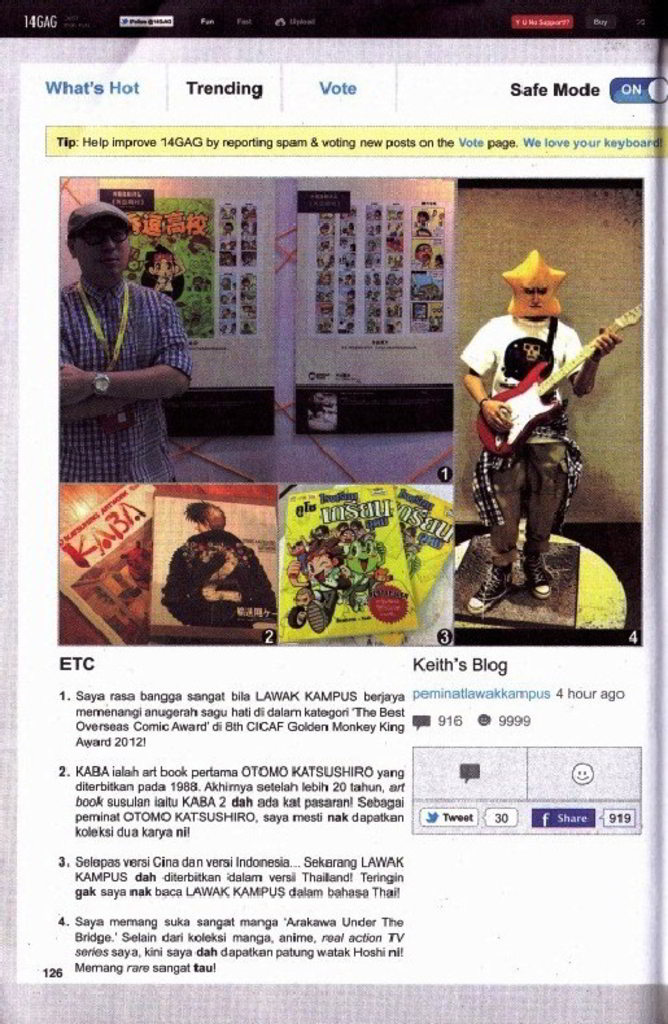 14GAG
Follow @14GAG
Fun
Fast
Upload
Y U No Support?
Buy
What's Hot
Trending
Vote
Safe Mode
ON
Tip: Help improve 14GAG by reporting spam & voting new posts on the Vote page. We love your keyboard!
1
KABA
2
3
4
ETC
1. Saya rasa bangga sangat bila LAWAK KAMPUS berjaya
memenangi anugerah sagu hati di dalam kategori 'The Best
Overseas Comic Award' di 8th CICAF Golden Monkey King
Award 2012!
2. KABA ialah art book pertama OTOMO KATSUSHIRO yang
diterbitkan pada 1988. Akhirnya setelah lebih 20 tahun, art
book susulan iaitu KABA 2 dah ada kat pasaran! Sebagai
peminat OTOMO KATSUSHIRO, saya mesti nak dapatkan
koleksi dua karya ni!
3. Selepas versi Cina dan versi Indonesia... Sekarang LAWAK
KAMPUS dah diterbitkan dalam versi Thailand! Teringin
gak saya nak baca LAWAK KAMPUS dalam bahasa Thai!
4. Saya memang suka sangat manga 'Arakawa Under The
Bridge.' Selain dari koleksi manga, anime, real action TV
series saya, kini saya dah dapatkan patung watak Hoshi ni!
Memang rare sangat tau!
Keith's Blog
peminatlawakkampus 4 hour ago
916 9999
Tweet 30 f Share 919
126